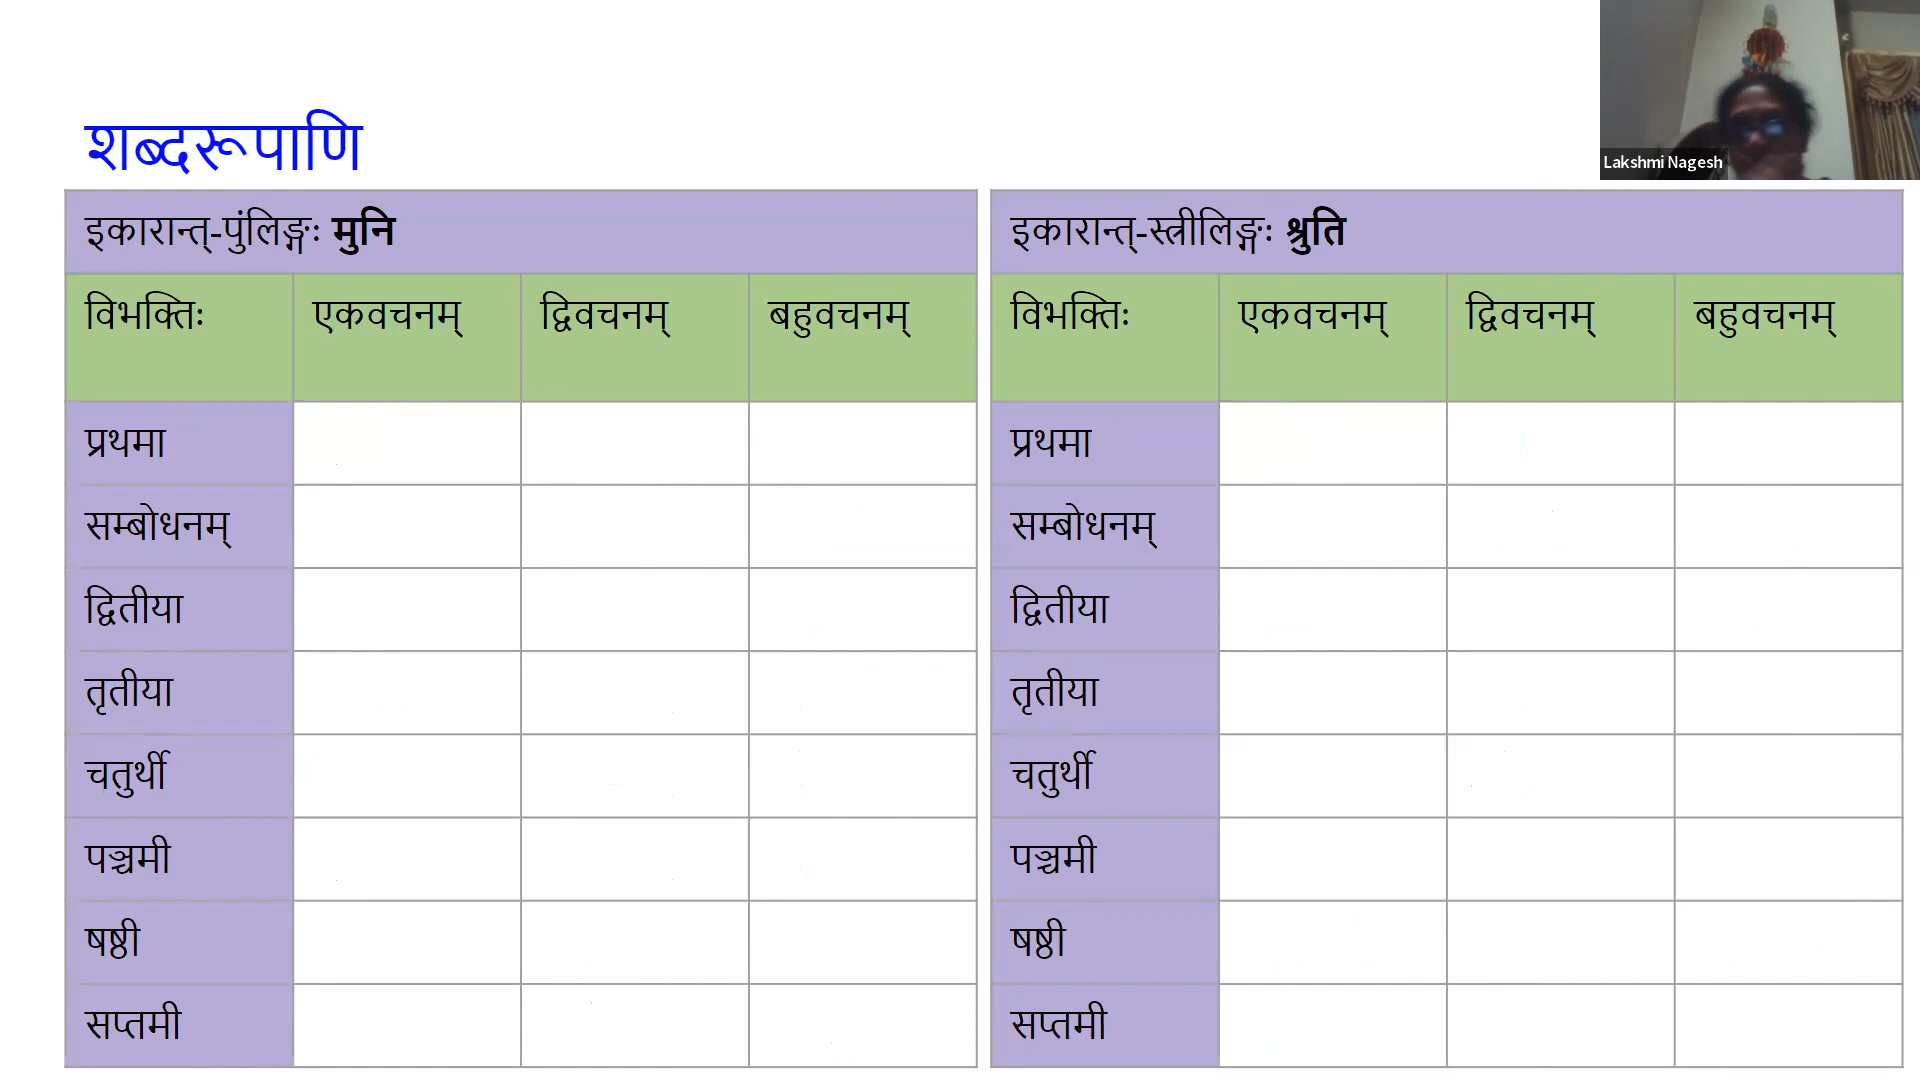 Lakshmi Nagesh
शब्दरूपाणि
इकारान्त्-पुंलिङ्गः मुनि
विभक्तिः एकवचनम् द्विवचनम् बहुवचनम्
प्रथमा
सम्बोधनम्
द्वितीया
तृतीया
चतुर्थी
पञ्चमी
षष्ठी
सप्तमी
इकारान्त्-स्त्रीलिङ्गः श्रुति
विभक्तिः एकवचनम् द्विवचनम् बहुवचनम्
प्रथमा
सम्बोधनम्
द्वितीया
तृतीया
चतुर्थी
पञ्चमी
षष्ठी
सप्तमी